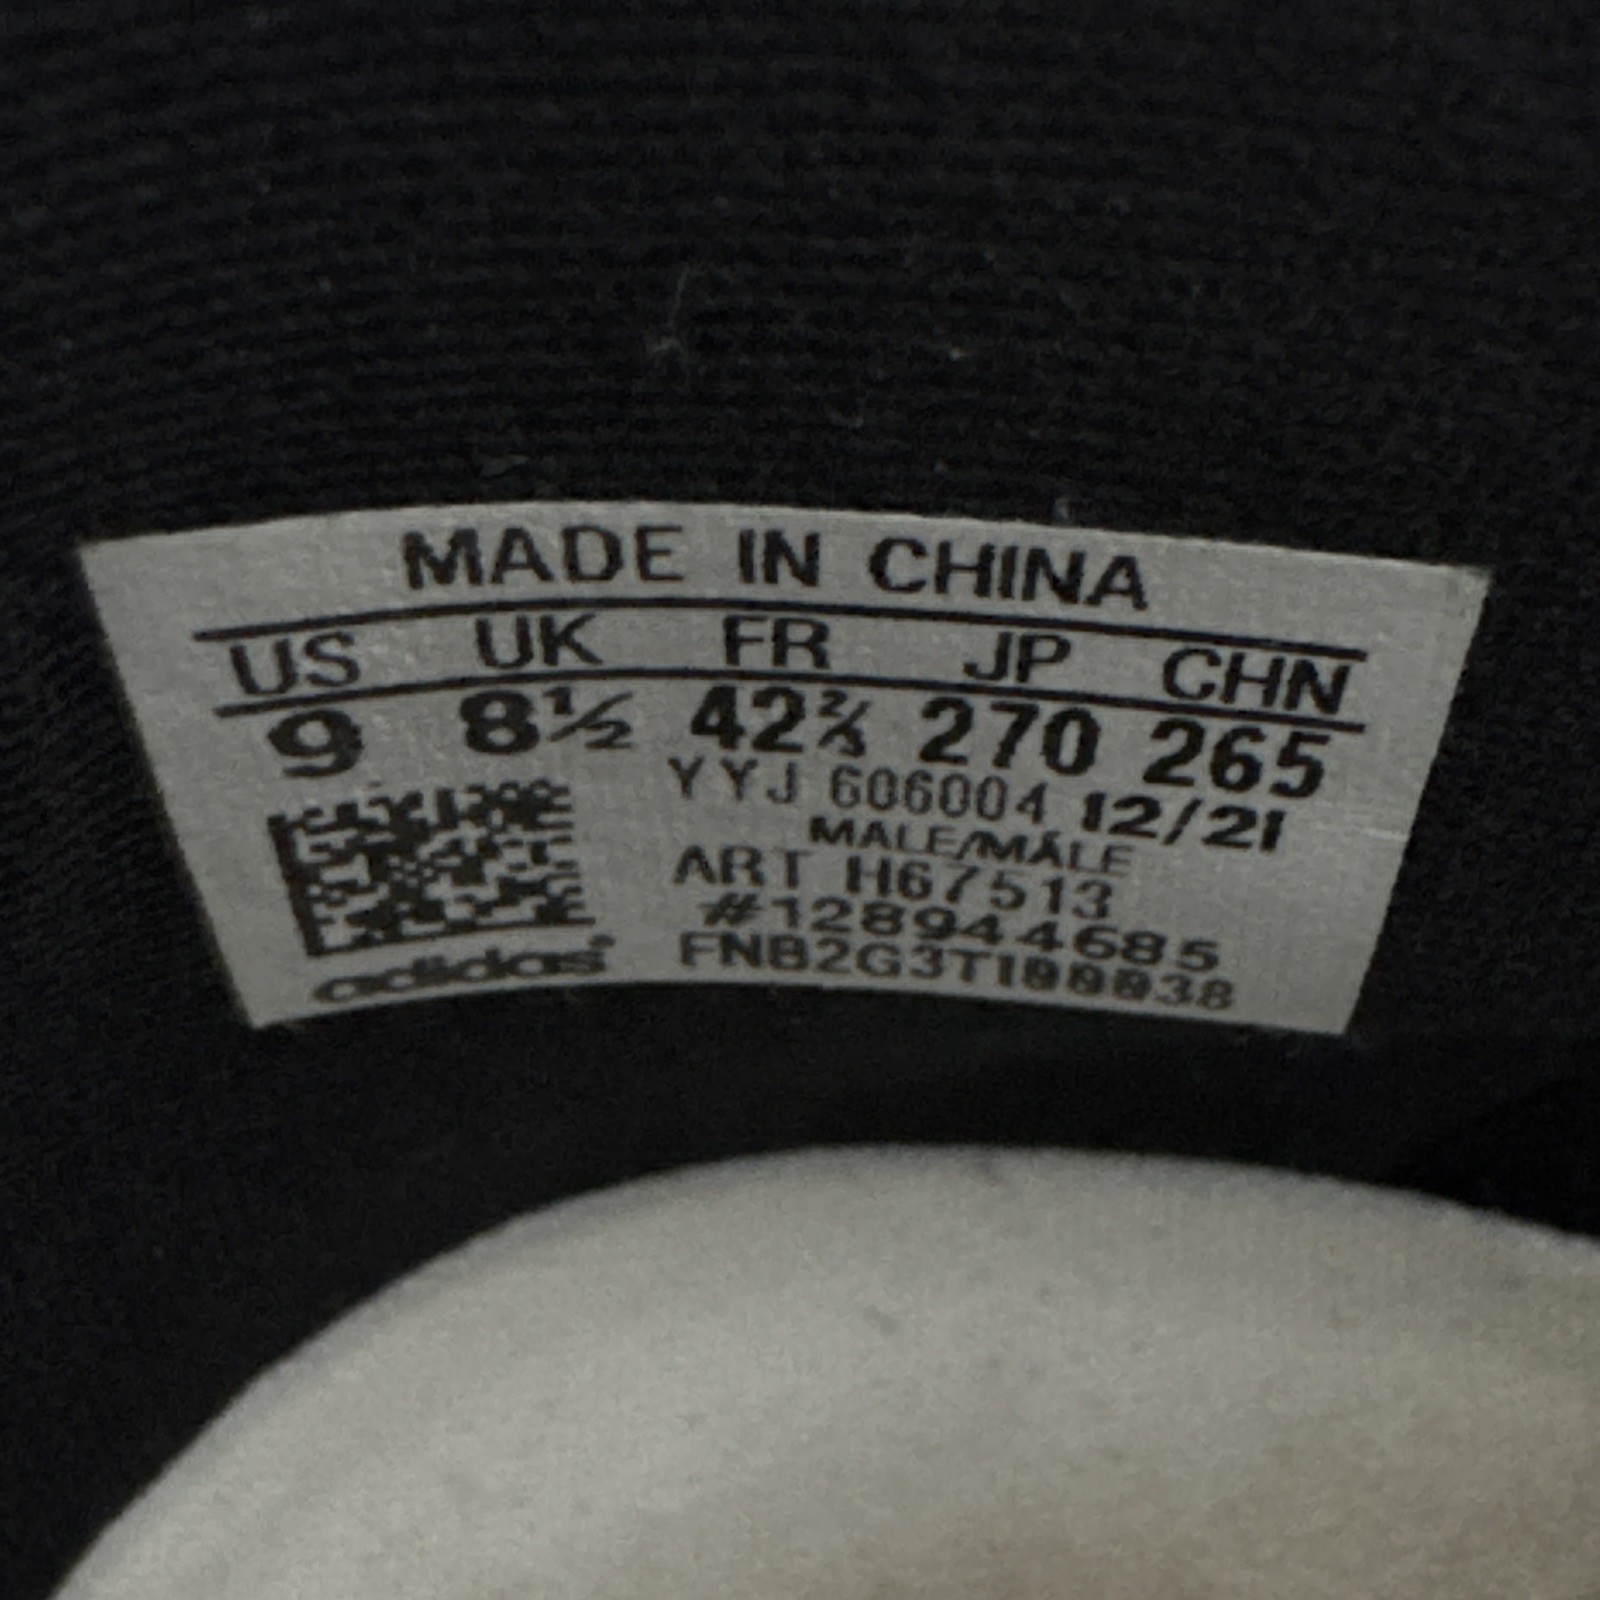 MADE IN CHINA
US UK FR JP CHN
9 8½ 42⅔ 270 265
YYJ 606004 12/21
MALE/MÂLE
ART H67513
#128944685
FNB2G3T100038
adidas